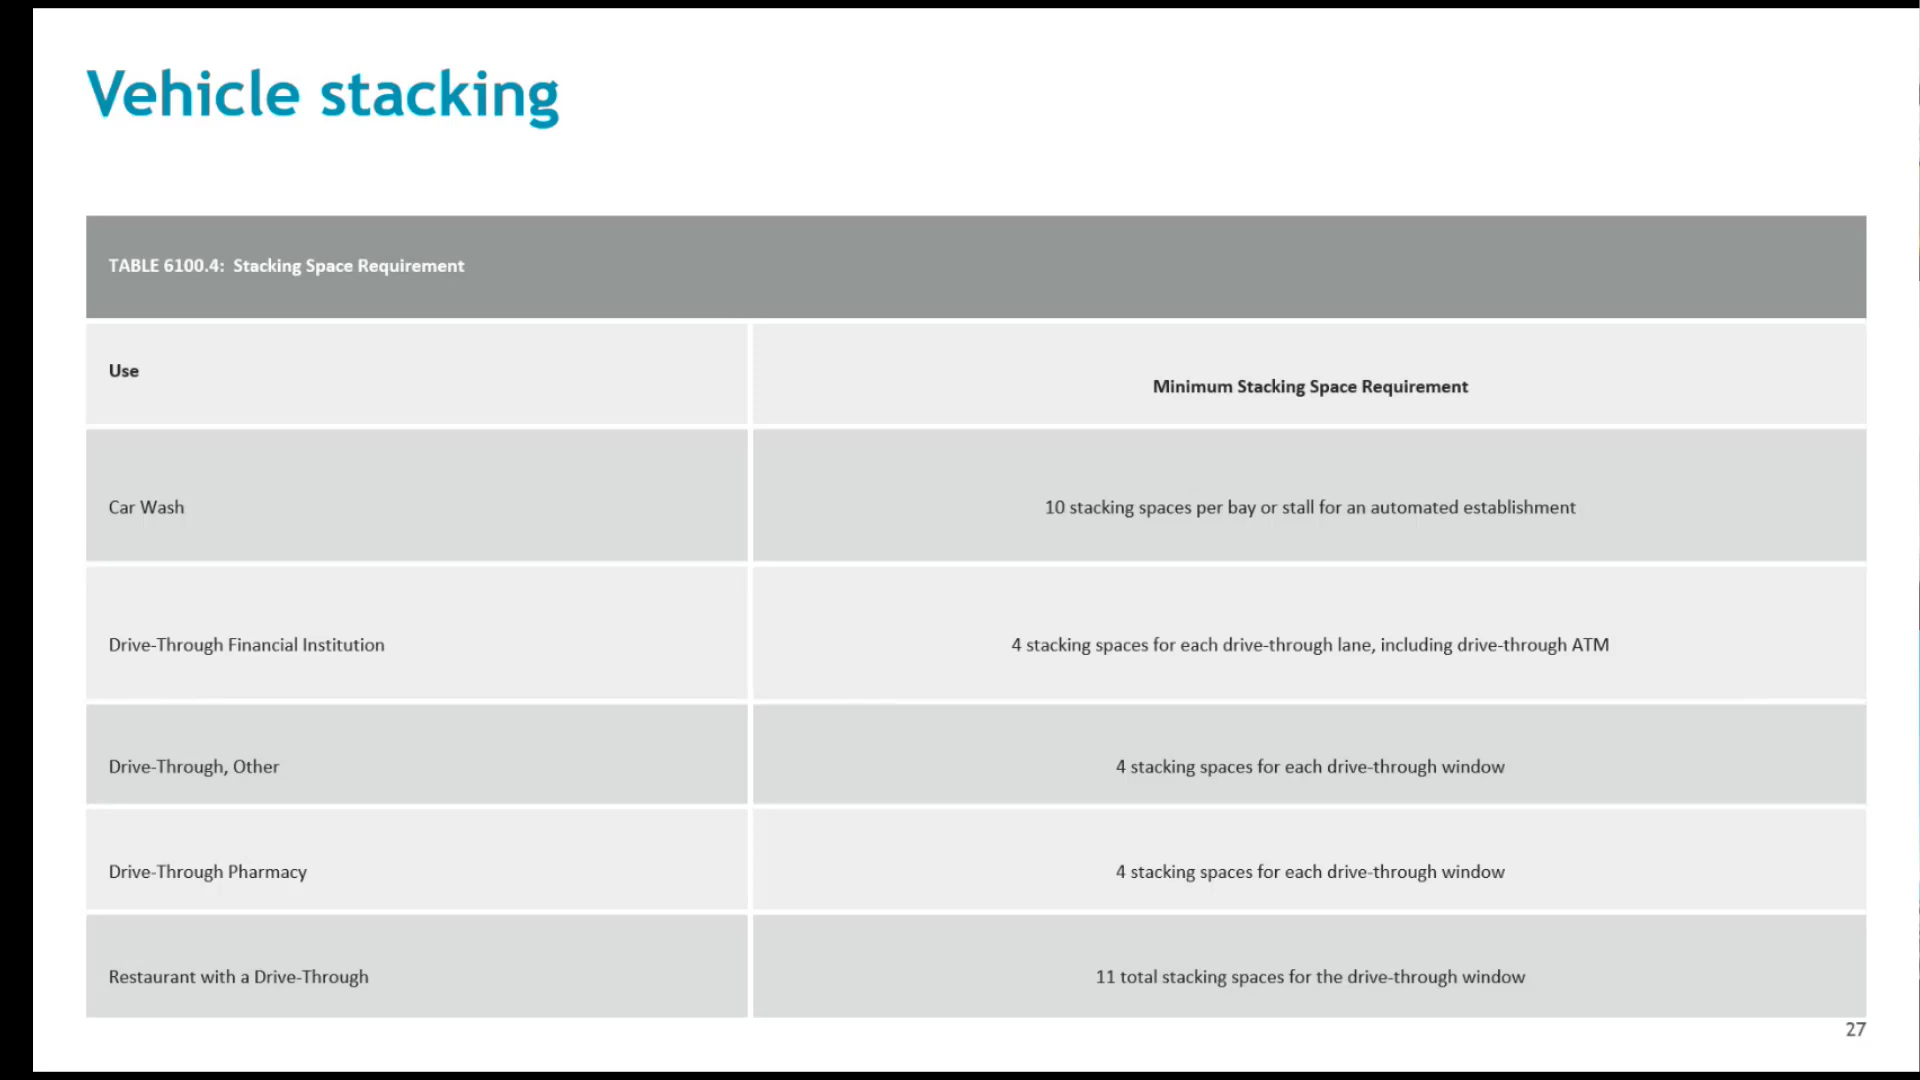 Vehicle stacking
TABLE 6100.4:  Stacking Space Requirement
Use
Minimum Stacking Space Requirement
Car Wash
10 stacking spaces per bay or stall for an automated establishment
Drive-Through Financial Institution
4 stacking spaces for each drive-through lane, including drive-through ATM
Drive-Through, Other
4 stacking spaces for each drive-through window
Drive-Through Pharmacy
4 stacking spaces for each drive-through window
Restaurant with a Drive-Through
11 total stacking spaces for the drive-through window
27